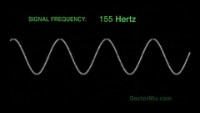 SIGNAL FREQUENCY: 155 Hertz
DoctorMix.com